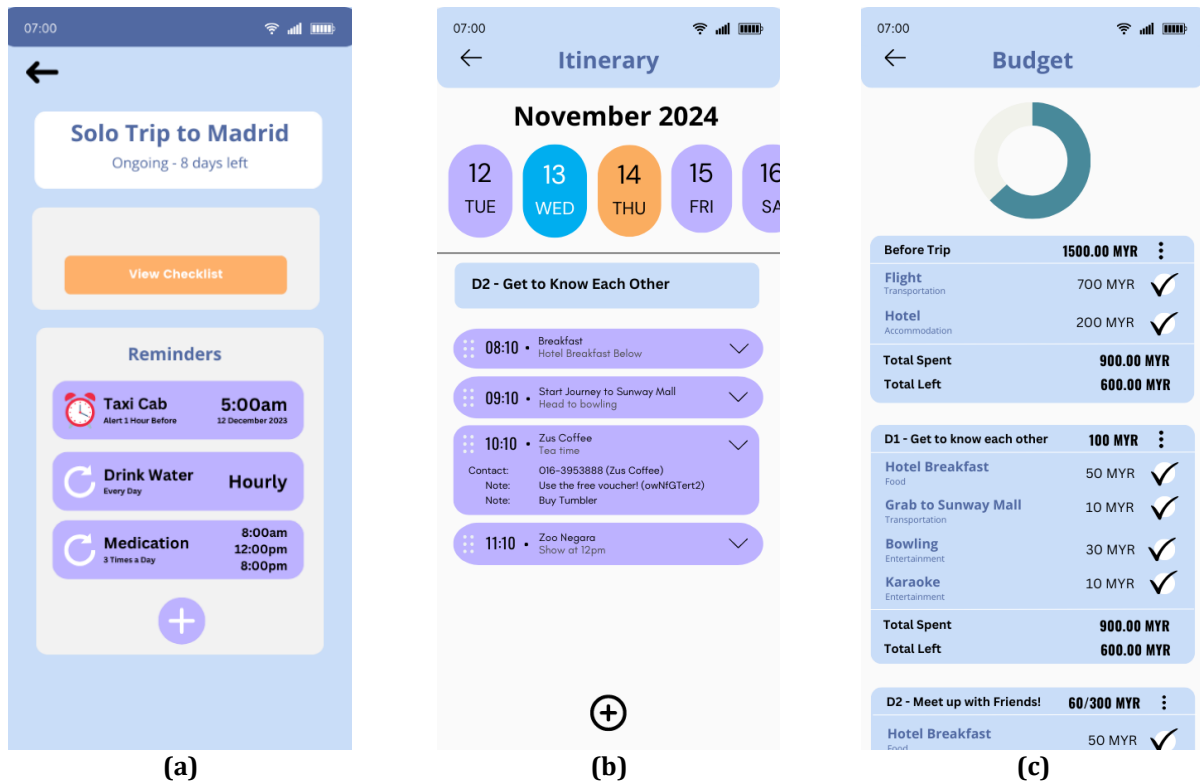 07:00
Solo Trip to Madrid
Ongoing - 8 days left
View Checklist
Reminders
Taxi Cab
Alert 1 Hour Before
5:00am
12 December 2023
Drink Water
Every Day
Hourly
Medication
3 Times a Day
8:00am
12:00pm
8:00pm
(a)
07:00
Itinerary
November 2024
12 13 14 15 16
TUE WED THU FRI SA
D2 - Get to Know Each Other
08:10 • Breakfast
Hotel Breakfast Below
09:10 • Start Journey to Sunway Mall
Head to bowling
10:10 • Zus Coffee
Tea time
Contact: 016-3953888 (Zus Coffee)
Note: Use the free voucher! (owNfGTert2)
Note: Buy Tumbler
11:10 • Zoo Negara
Show at 12pm
(b)
07:00
Budget
Before Trip 1500.00 MYR
Flight
Transportation
700 MYR
Hotel
Accommodation
200 MYR
Total Spent 900.00 MYR
Total Left 600.00 MYR
D1 - Get to know each other 100 MYR
Hotel Breakfast
Food
50 MYR
Grab to Sunway Mall
Transportation
10 MYR
Bowling
Entertainment
30 MYR
Karaoke
Entertainment
10 MYR
Total Spent 900.00 MYR
Total Left 600.00 MYR
D2 - Meet up with Friends! 60/300 MYR
Hotel Breakfast
Food
50 MYR
(c)